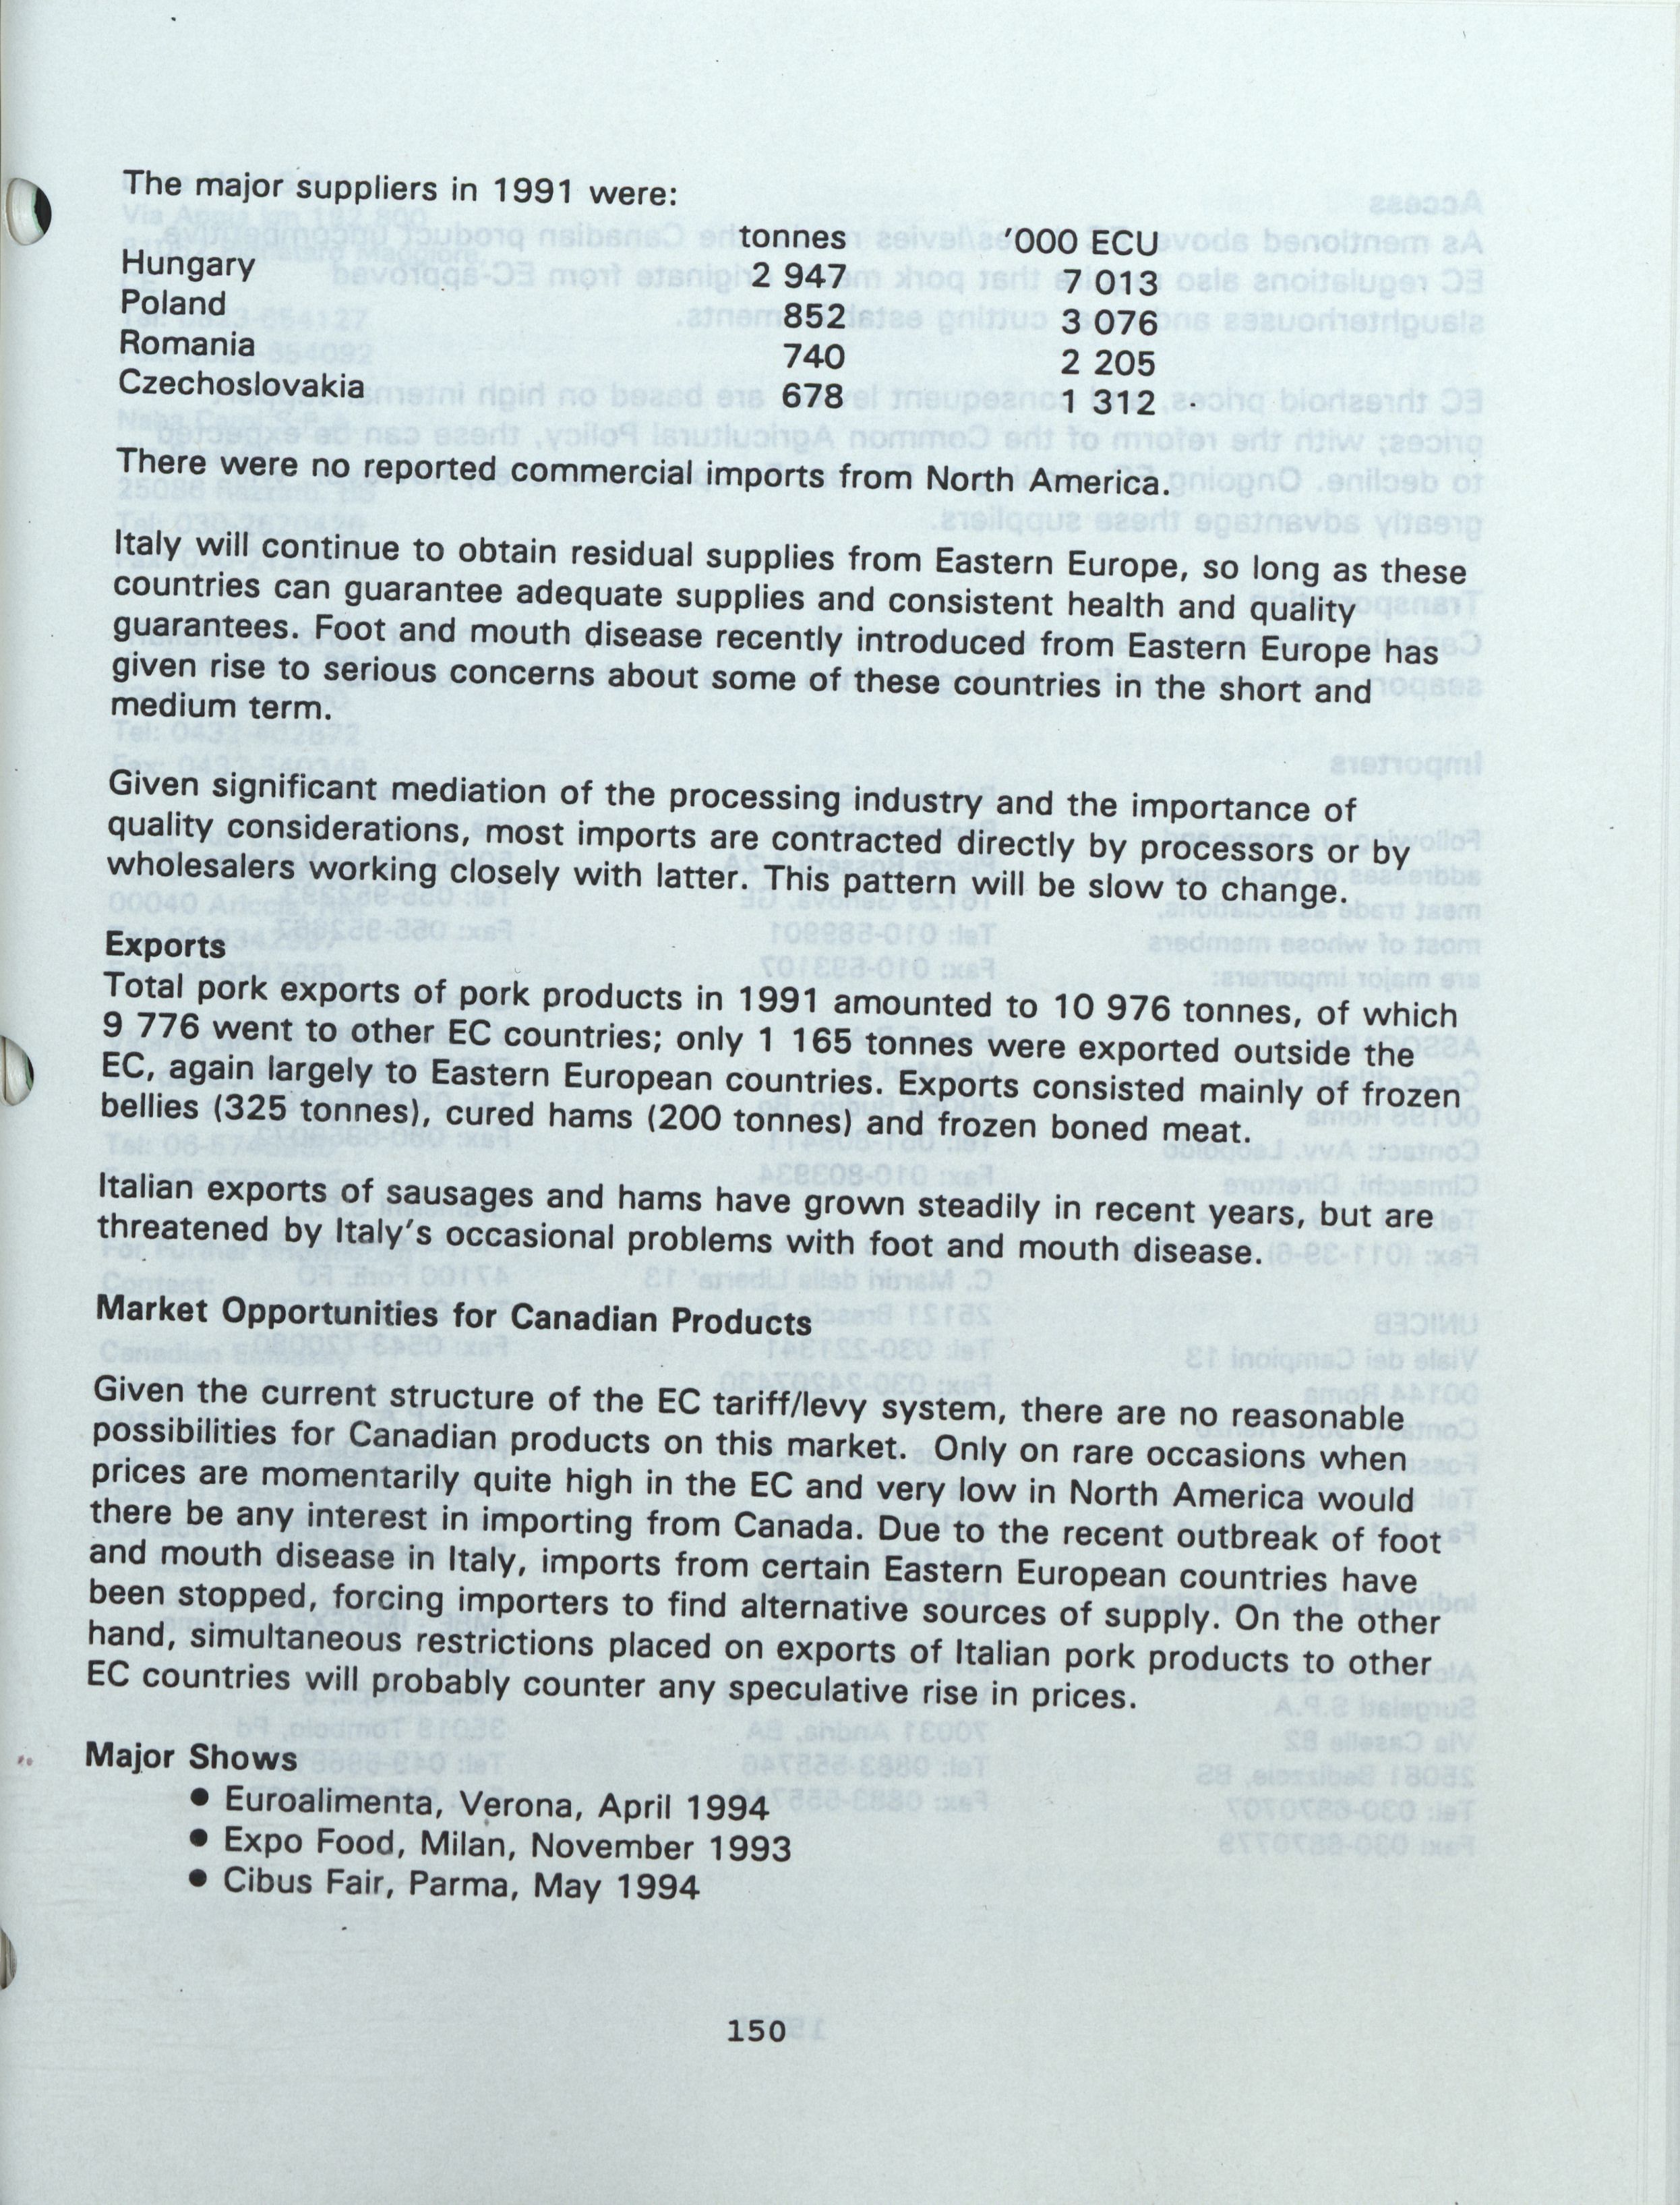 The major suppliers in 1991 were:
tonnes '000 ECU
Hungary 2 947 7 013
Poland 852 3 076
Romania 740 2 205
Czechoslovakia 678 1 312
There were no reported commercial imports from North America.
Italy will continue to obtain residual supplies from Eastern Europe, so long as these
countries can guarantee adequate supplies and consistent health and quality
guarantees. Foot and mouth disease recently introduced from Eastern Europe has
given rise to serious concerns about some of these countries in the short and
medium term.
Given significant mediation of the processing industry and the importance of
quality considerations, most imports are contracted directly by processors or by
wholesalers working closely with latter. This pattern will be slow to change.
Exports
Total pork exports of pork products in 1991 amounted to 10 976 tonnes, of which
9 776 went to other EC countries; only 1 165 tonnes were exported outside the
EC, again largely to Eastern European countries. Exports consisted mainly of frozen
bellies (325 tonnes), cured hams (200 tonnes) and frozen boned meat.
Italian exports of sausages and hams have grown steadily in recent years, but are
threatened by Italy's occasional problems with foot and mouth disease.
Market Opportunities for Canadian Products
Given the current structure of the EC tariff/levy system, there are no reasonable
possibilities for Canadian products on this market. Only on rare occasions when
prices are momentarily quite high in the EC and very low in North America would
there be any interest in importing from Canada. Due to the recent outbreak of foot
and mouth disease in Italy, imports from certain Eastern European countries have
been stopped, forcing importers to find alternative sources of supply. On the other
hand, simultaneous restrictions placed on exports of Italian pork products to other
EC countries will probably counter any speculative rise in prices.
Major Shows
● Euroalimenta, Verona, April 1994
● Expo Food, Milan, November 1993
● Cibus Fair, Parma, May 1994
150